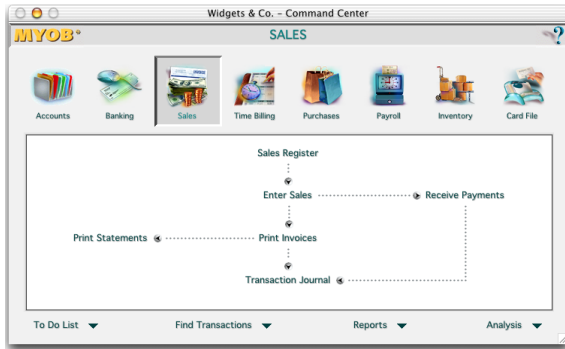 Widgets & Co. – Command Center
MYOB®
SALES
?
Accounts Banking Sales Time Billing Purchases Payroll Inventory Card File
Sales Register
Enter Sales Receive Payments
Print Statements Print Invoices
Transaction Journal
To Do List Find Transactions Reports Analysis